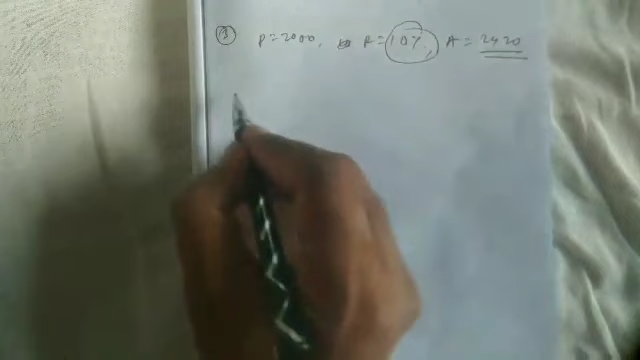 P = 2000, R = 10%, A = 2420